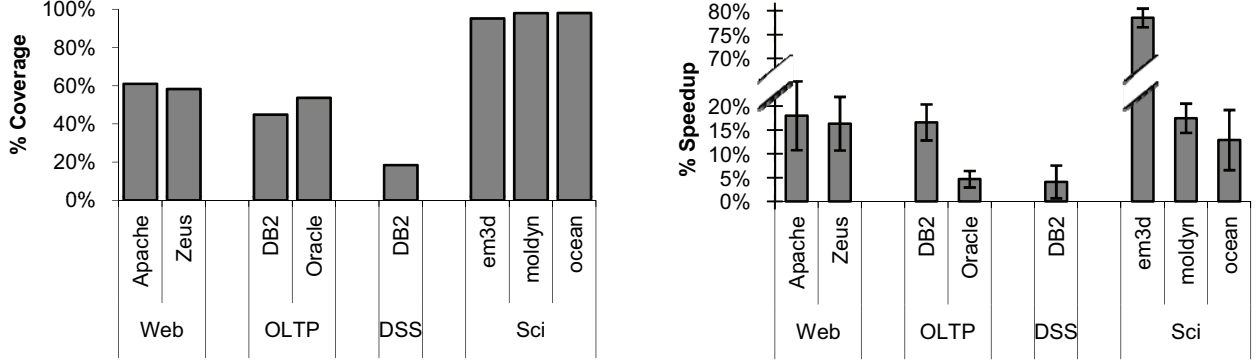 % Coverage
100%
80%
60%
40%
20%
0%
Apache
Zeus
DB2
Oracle
DB2
em3d
moldyn
ocean
Web
OLTP
DSS
Sci
% Speedup
80%
75%
70%
20%
15%
10%
5%
0%
Apache
Zeus
DB2
Oracle
DB2
em3d
moldyn
ocean
Web
OLTP
DSS
Sci